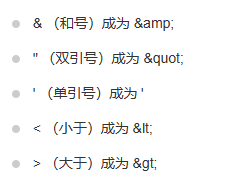 & （和号）成为 &amp;
" （双引号）成为 &quot;
' （单引号）成为 '
< （小于）成为 &lt;
> （大于）成为 &gt;